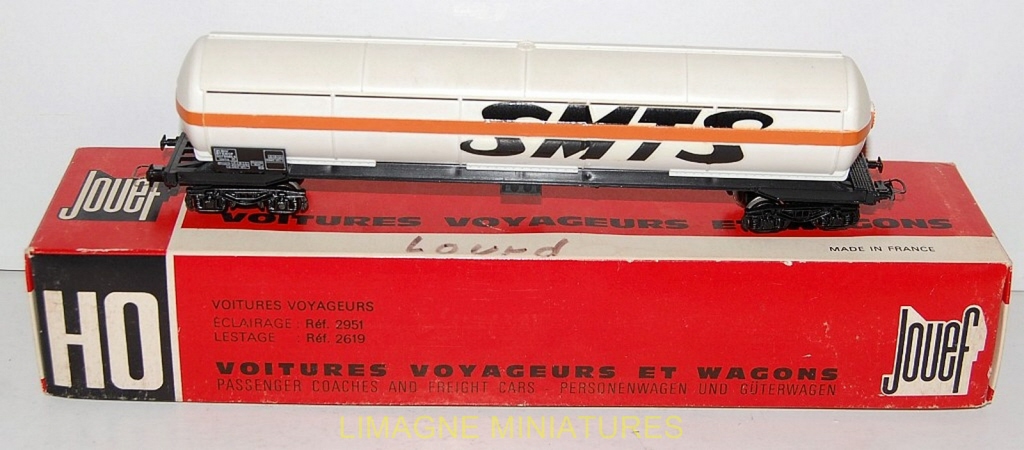 SMTS
Jouef
VOITURES VOYAGEURS ET WAGONS
Lourd
MADE IN FRANCE
HO
VOITURES VOYAGEURS
ÉCLAIRAGE : Réf. 2951
LESTAGE : Réf. 2619
VOITURES VOYAGEURS ET WAGONS
PASSENGER COACHES AND FREIGHT CARS - PERSONENWAGEN UND GÜTERWAGEN
Jouef
LIMAGNE MINIATURES